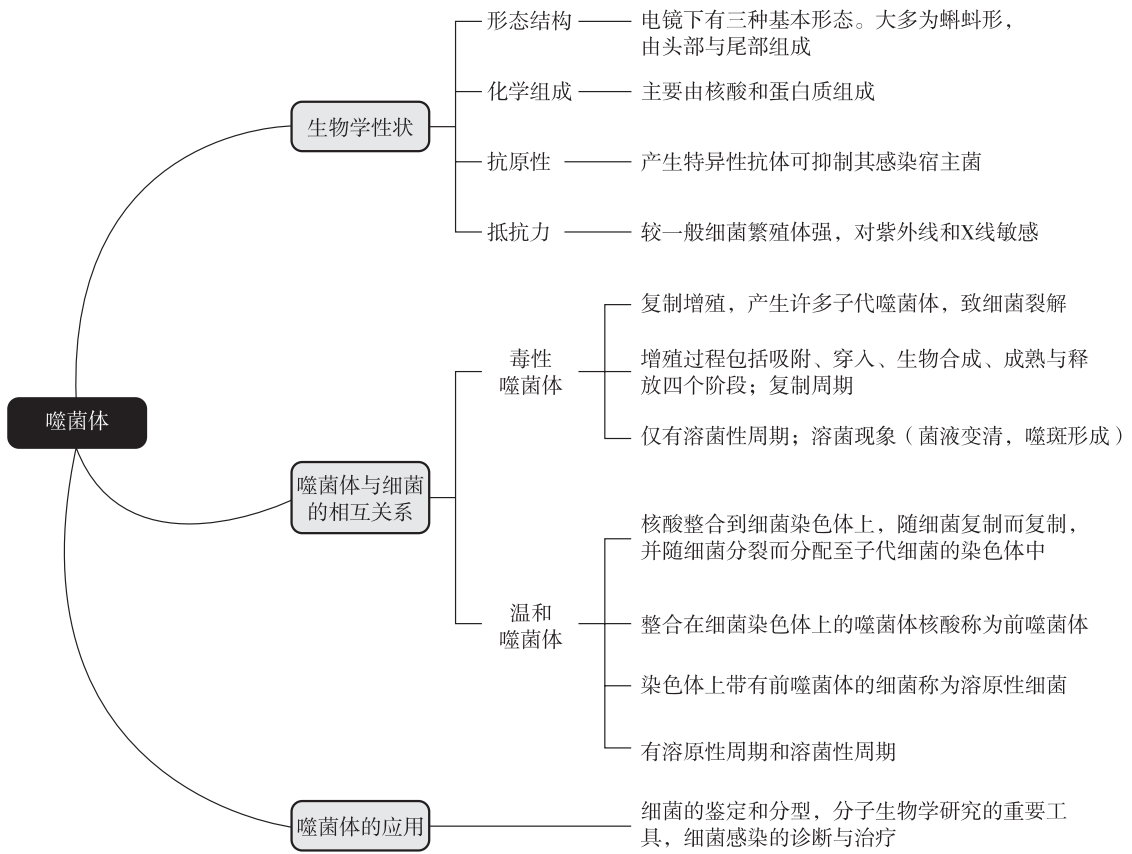 噬菌体
生物学性状
形态结构
电镜下有三种基本形态。大多为蝌蚪形，
由头部与尾部组成
化学组成
主要由核酸和蛋白质组成
抗原性
产生特异性抗体可抑制其感染宿主菌
抵抗力
较一般细菌繁殖体强，对紫外线和X线敏感
噬菌体与细菌
的相互关系
毒性
噬菌体
复制增殖，产生许多子代噬菌体，致细菌裂解
增殖过程包括吸附、穿入、生物合成、成熟与释
放四个阶段；复制周期
仅有溶菌性周期；溶菌现象（菌液变清，噬斑形成）
温和
噬菌体
核酸整合到细菌染色体上，随细菌复制而复制，
并随细菌分裂而分配至子代细菌的染色体中
整合在细菌染色体上的噬菌体核酸称为前噬菌体
染色体上带有前噬菌体的细菌称为溶原性细菌
有溶原性周期和溶菌性周期
噬菌体的应用
细菌的鉴定和分型，分子生物学研究的重要工
具，细菌感染的诊断与治疗